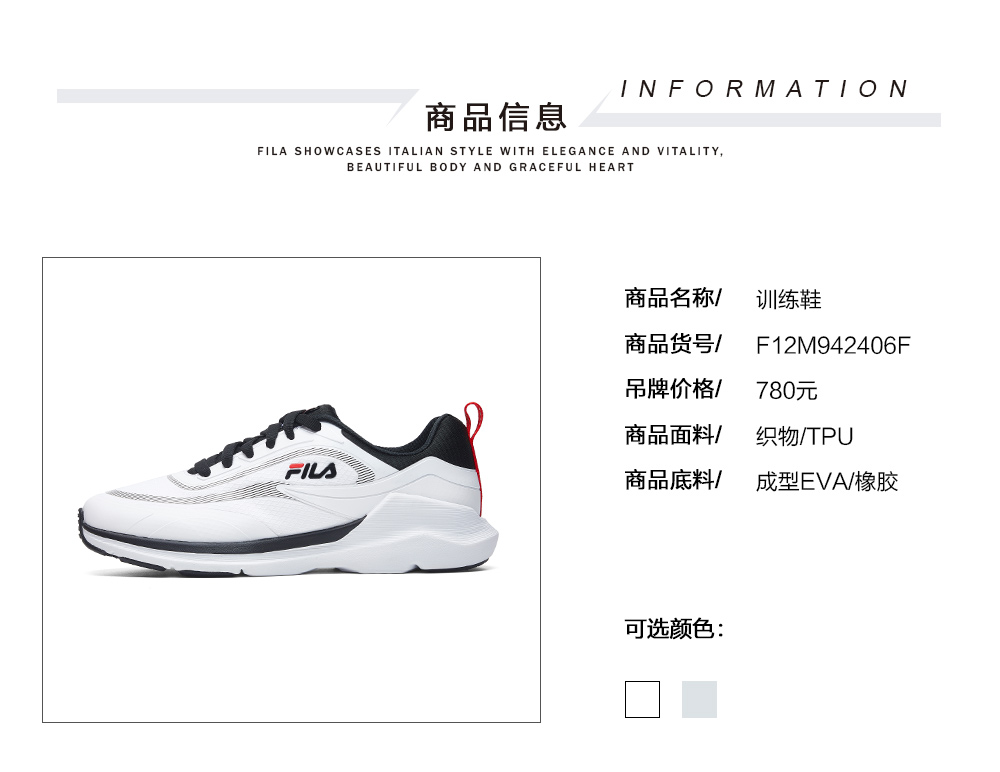 INFORMATION
商品信息
FILA SHOWCASES ITALIAN STYLE WITH ELEGANCE AND VITALITY,
BEAUTIFUL BODY AND GRACEFUL HEART
商品名称/ 训练鞋
商品货号/ F12M942406F
吊牌价格/ 780元
商品面料/ 织物/TPU
商品底料/ 成型EVA/橡胶
FILA
可选颜色：